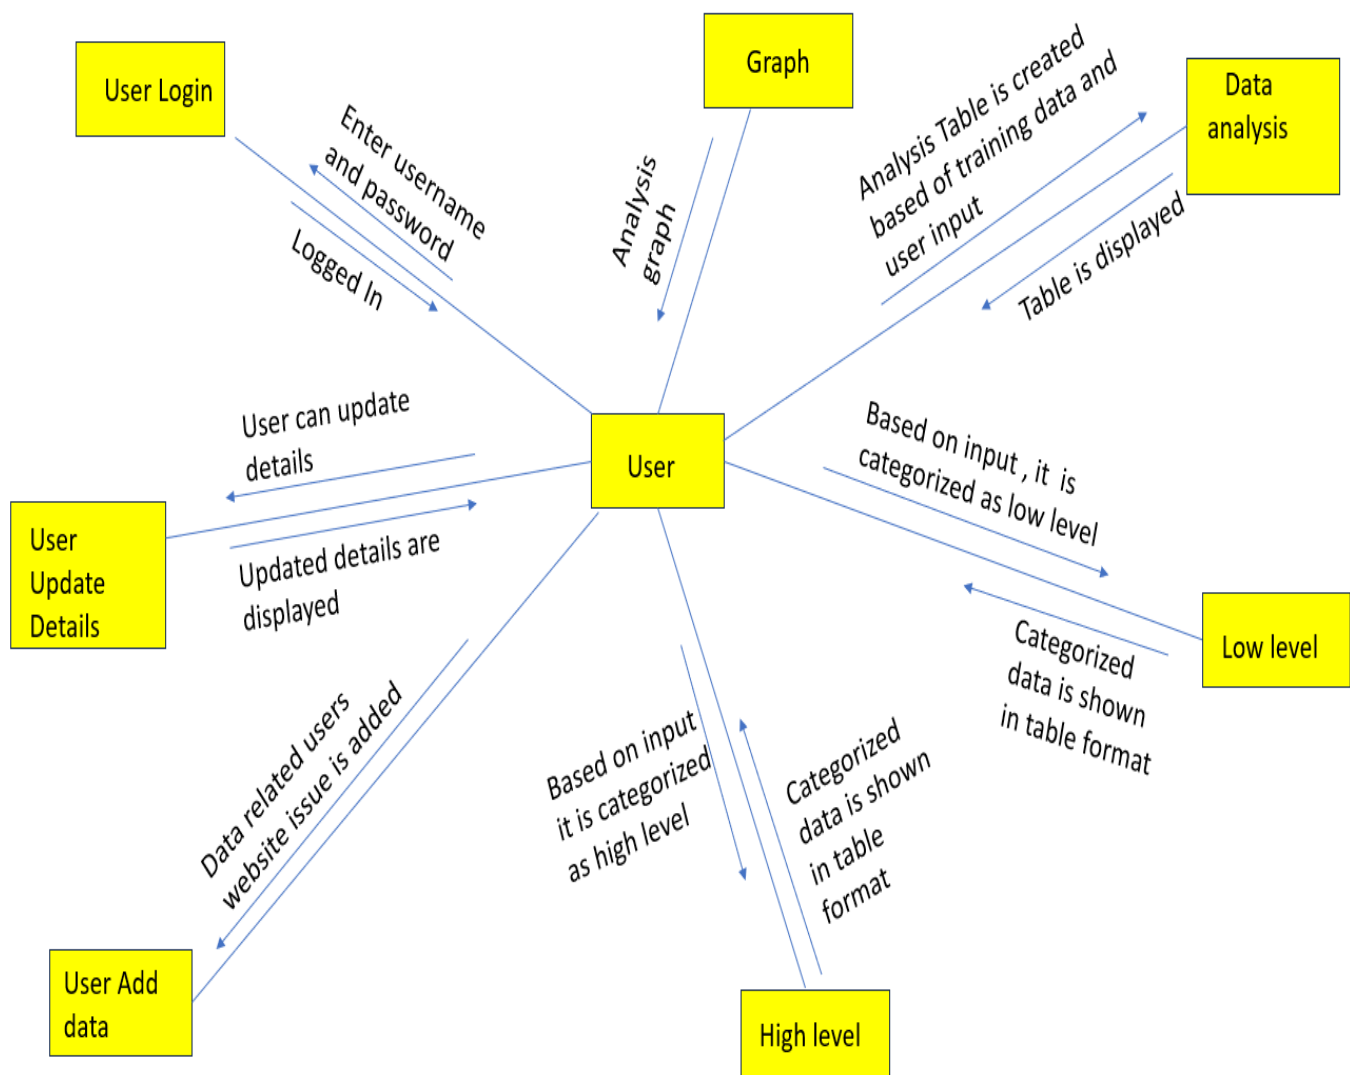 User Login
Graph
Data
analysis
Enter username
and password
Logged In
Analysis
graph
Analysis Table is created
based of training data and
user input
Table is displayed
User can update
details
User
Based on input , it is
categorized as low level
User
Update
Details
Updated details are
displayed
Low level
Categorized
data is shown
in table format
Data related users
website issue is added
Based on input
it is categorized
as high level
Categorized
data is shown
in table
format
User Add
data
High level